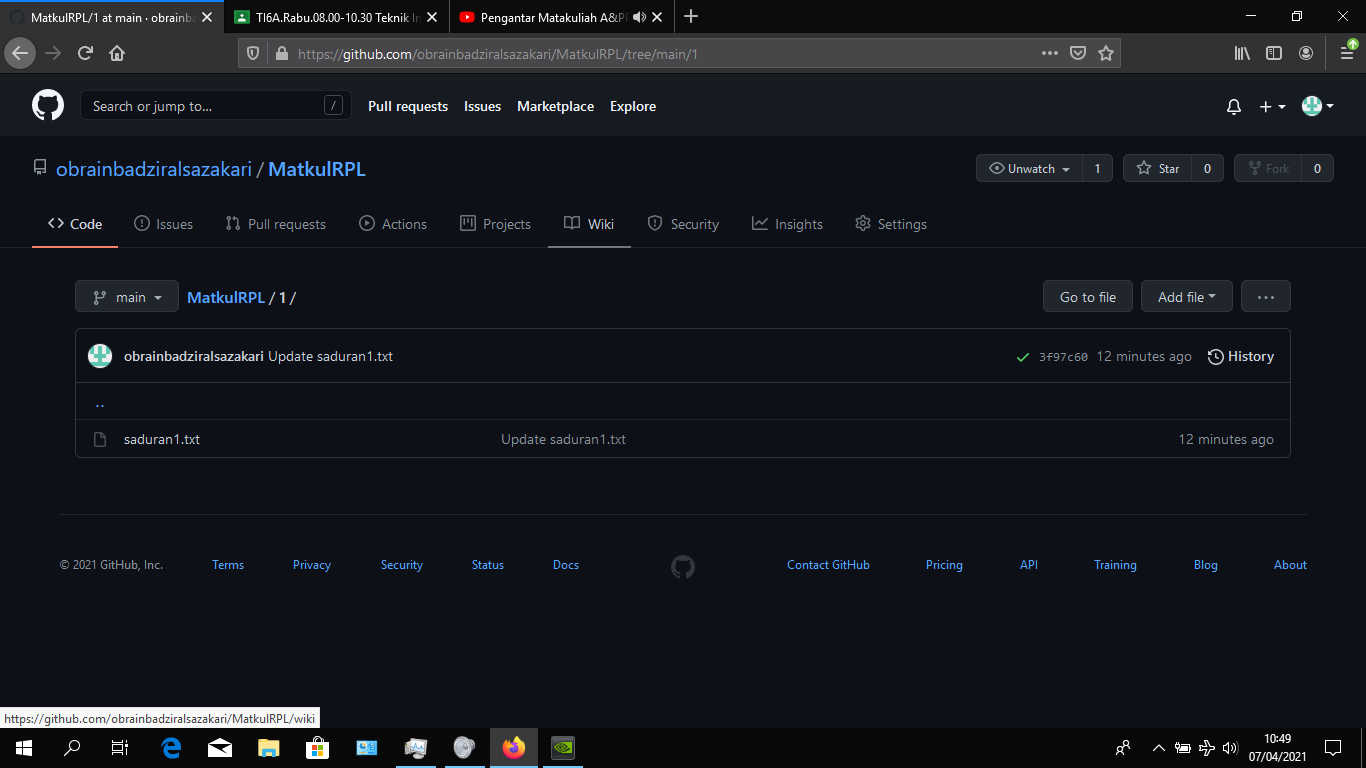 MatkulRPL/1 at main · obrainba
TI6A.Rabu.08.00-10.30 Teknik In
Pengantar Matakuliah A&P
https://github.com/obrainbadziralsazakari/MatkulRPL/tree/main/1
Search or jump to... /
Pull requests Issues Marketplace Explore
obrainbadziralsazakari / MatkulRPL
Unwatch 1 Star 0 Fork 0
Code Issues Pull requests Actions Projects Wiki Security Insights Settings
main MatkulRPL / 1 / Go to file Add file ...
obrainbadziralsazakari Update saduran1.txt 3f97c60 12 minutes ago History
..
saduran1.txt Update saduran1.txt 12 minutes ago
© 2021 GitHub, Inc. Terms Privacy Security Status Docs Contact GitHub Pricing API Training Blog About
https://github.com/obrainbadziralsazakari/MatkulRPL/wiki
10:49
07/04/2021